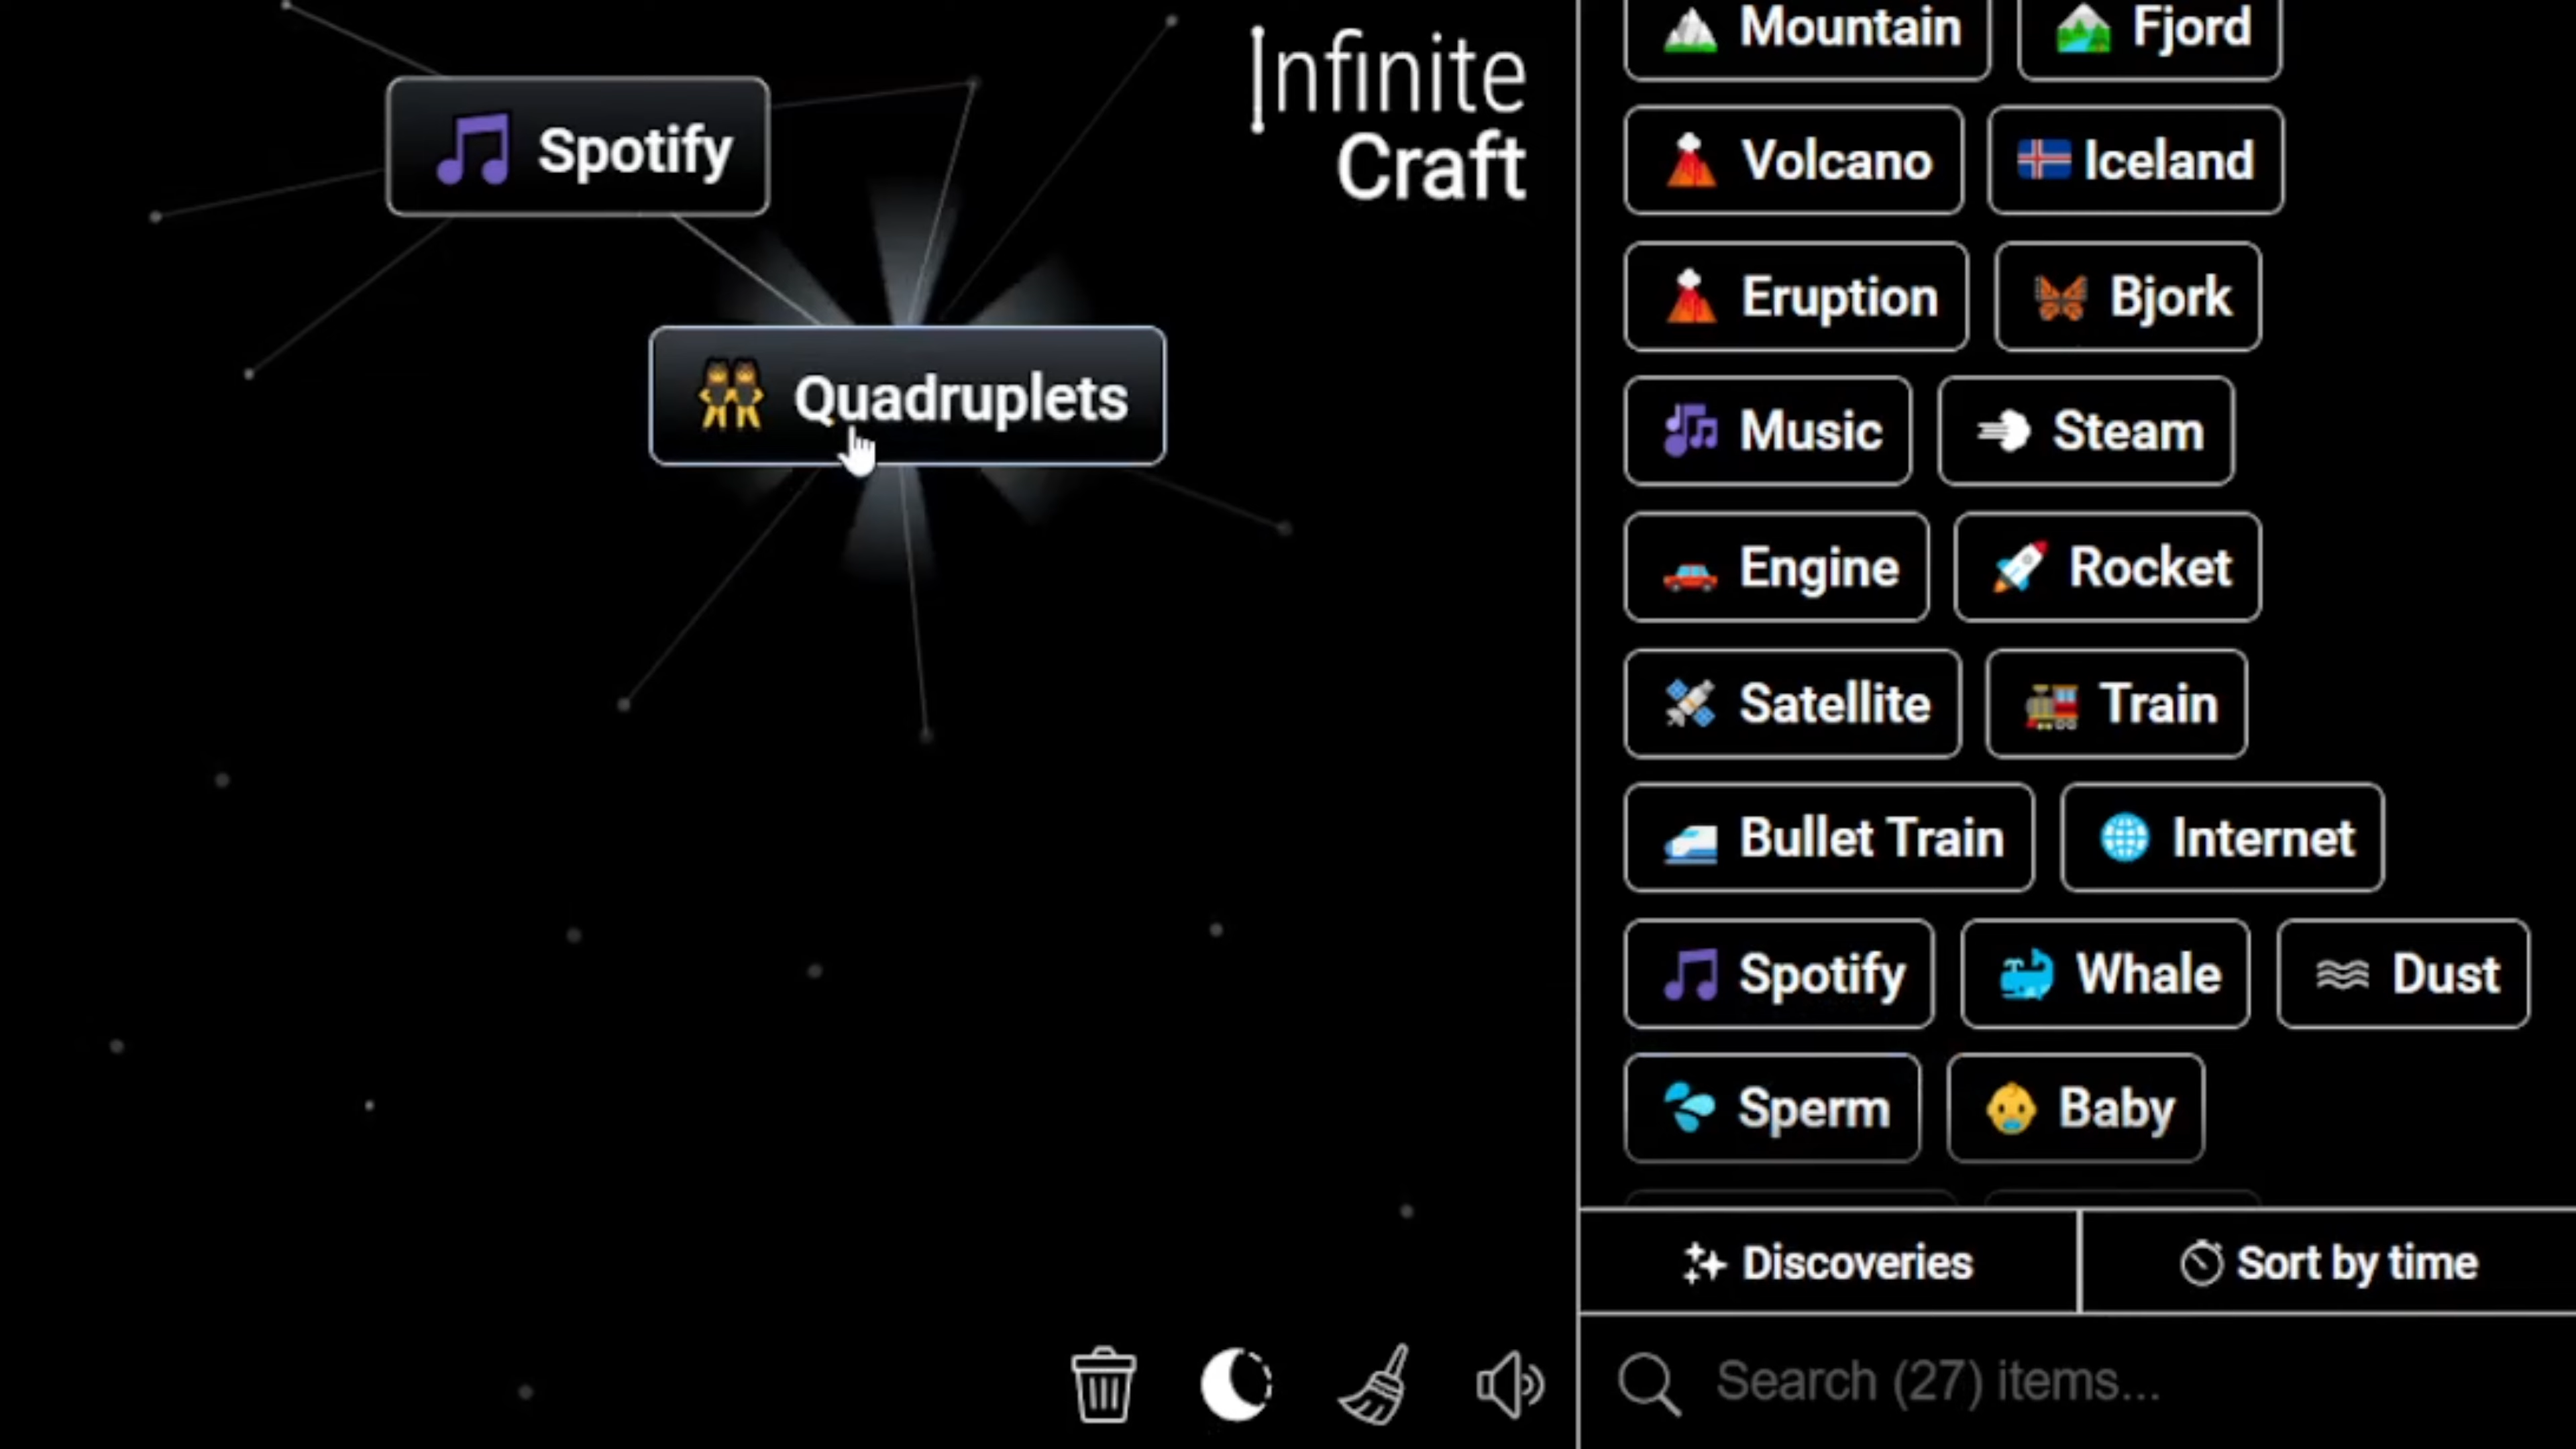 Infinite
Craft
Spotify
Quadruplets
Mountain Fjord
Volcano Iceland
Eruption Bjork
Music Steam
Engine Rocket
Satellite Train
Bullet Train Internet
Spotify Whale Dust
Sperm Baby
Discoveries Sort by time
Search (27) items...